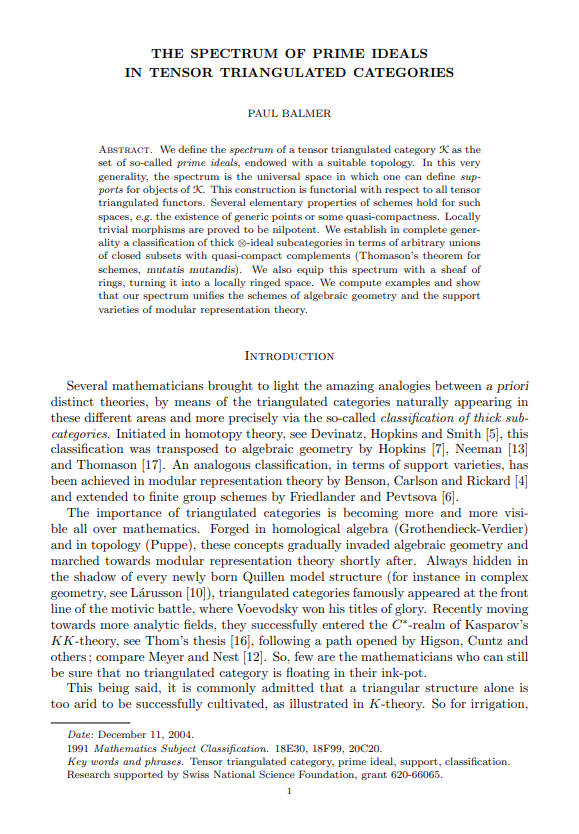 THE SPECTRUM OF PRIME IDEALS
IN TENSOR TRIANGULATED CATEGORIES
PAUL BALMER
Abstract. We define the spectrum of a tensor triangulated category 𝒦 as the
set of so-called prime ideals, endowed with a suitable topology. In this very
generality, the spectrum is the universal space in which one can define sup-
ports for objects of 𝒦. This construction is functorial with respect to all tensor
triangulated functors. Several elementary properties of schemes hold for such
spaces, e.g. the existence of generic points or some quasi-compactness. Locally
trivial morphisms are proved to be nilpotent. We establish in complete gener-
ality a classification of thick ⊗-ideal subcategories in terms of arbitrary unions
of closed subsets with quasi-compact complements (Thomason's theorem for
schemes, mutatis mutandis). We also equip this spectrum with a sheaf of
rings, turning it into a locally ringed space. We compute examples and show
that our spectrum unifies the schemes of algebraic geometry and the support
varieties of modular representation theory.
Introduction
Several mathematicians brought to light the amazing analogies between a priori
distinct theories, by means of the triangulated categories naturally appearing in
these different areas and more precisely via the so-called classification of thick sub-
categories. Initiated in homotopy theory, see Devinatz, Hopkins and Smith [5], this
classification was transposed to algebraic geometry by Hopkins [7], Neeman [13]
and Thomason [17]. An analogous classification, in terms of support varieties, has
been achieved in modular representation theory by Benson, Carlson and Rickard [4]
and extended to finite group schemes by Friedlander and Pevtsova [6].
The importance of triangulated categories is becoming more and more visi-
ble all over mathematics. Forged in homological algebra (Grothendieck-Verdier)
and in topology (Puppe), these concepts gradually invaded algebraic geometry and
marched towards modular representation theory shortly after. Always hidden in
the shadow of every newly born Quillen model structure (for instance in complex
geometry, see Lárusson [10]), triangulated categories famously appeared at the front
line of the motivic battle, where Voevodsky won his titles of glory. Recently moving
towards more analytic fields, they successfully entered the C*-realm of Kasparov's
KK-theory, see Thom's thesis [16], following a path opened by Higson, Cuntz and
others ; compare Meyer and Nest [12]. So, few are the mathematicians who can still
be sure that no triangulated category is floating in their ink-pot.
This being said, it is commonly admitted that a triangular structure alone is
too arid to be successfully cultivated, as illustrated in K-theory. So for irrigation,
Date: December 11, 2004.
1991 Mathematics Subject Classification. 18E30, 18F99, 20C20.
Key words and phrases. Tensor triangulated category, prime ideal, support, classification.
Research supported by Swiss National Science Foundation, grant 620-66065.
1